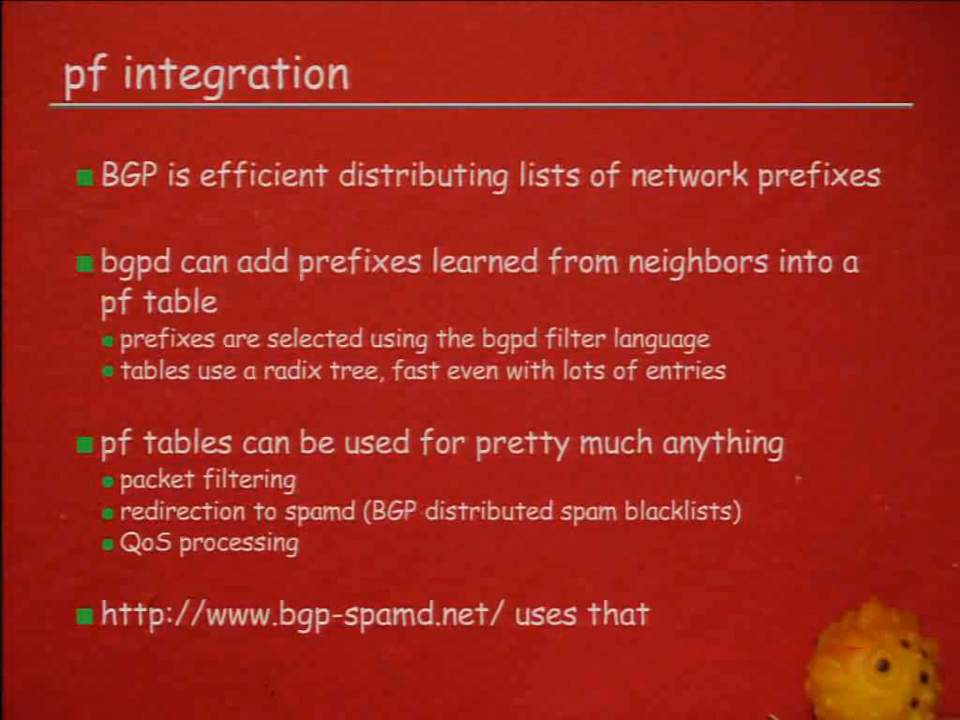 pf integration
BGP is efficient distributing lists of network prefixes
bgpd can add prefixes learned from neighbors into a
pf table
prefixes are selected using the bgpd filter language
tables use a radix tree, fast even with lots of entries
pf tables can be used for pretty much anything
packet filtering
redirection to spamd (BGP distributed spam blacklists)
QoS processing
http://www.bgp-spamd.net/ uses that